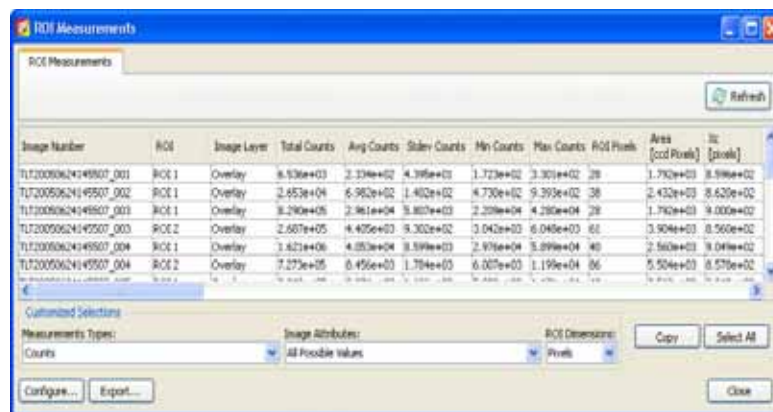 ROI Measurements
ROI Measurements
Refresh
Image Number ROI Image Layer Total Counts Avg Counts Stdev Counts Min Counts Max Counts ROI Pixels Area [ccd Pixels] Xc [pixels]
TLT20050624145507_001 ROI 1 Overlay 6.536e+03 2.334e+02 4.395e+01 1.723e+02 3.301e+02 28 1.792e+03 8.596e+02
TLT20050624145507_002 ROI 1 Overlay 2.653e+04 6.982e+02 1.402e+02 4.730e+02 9.393e+02 38 2.432e+03 8.620e+02
TLT20050624145507_003 ROI 1 Overlay 8.290e+05 2.961e+04 5.807e+03 2.209e+04 4.280e+04 28 1.792e+03 9.000e+02
TLT20050624145507_003 ROI 2 Overlay 2.687e+05 4.405e+03 9.302e+02 3.042e+03 6.048e+03 61 3.904e+03 8.560e+02
TLT20050624145507_004 ROI 1 Overlay 1.621e+06 4.053e+04 8.599e+03 2.976e+04 5.899e+04 40 2.560e+03 9.049e+02
TLT20050624145507_004 ROI 2 Overlay 7.273e+05 8.456e+03 1.784e+03 6.007e+03 1.199e+04 86 5.504e+03 8.578e+02
Customized Selections
Measurements Types: Image Attributes: ROI Dimensions:
Counts All Possible Values Pixels Copy Select All
Configure... Export... Close